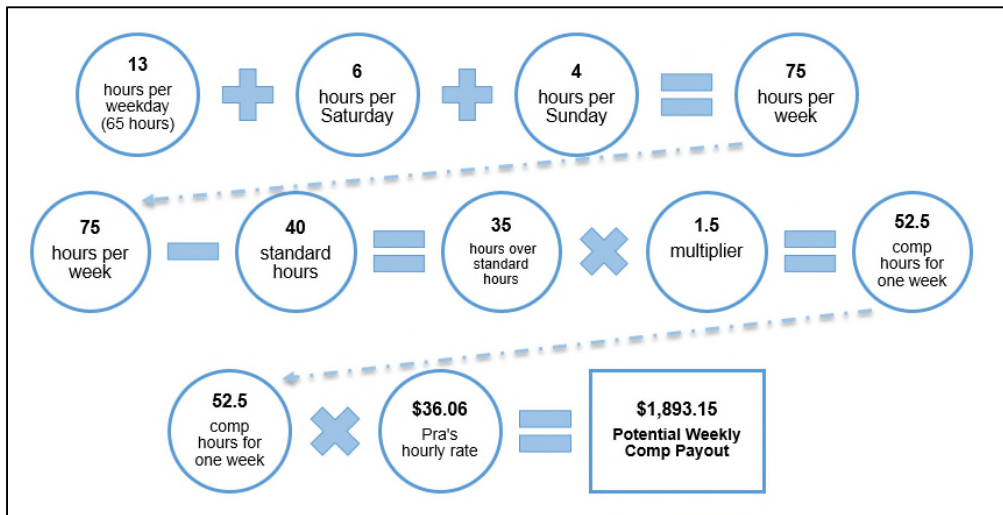 13
hours per
weekday
(65 hours)
6
hours per
Saturday
4
hours per
Sunday
75
hours per
week
75
hours per
week
40
standard
hours
35
hours over
standard
hours
1.5
multiplier
52.5
comp
hours for
one week
52.5
comp
hours for
one week
$36.06
Pra's
hourly rate
$1,893.15
Potential Weekly
Comp Payout